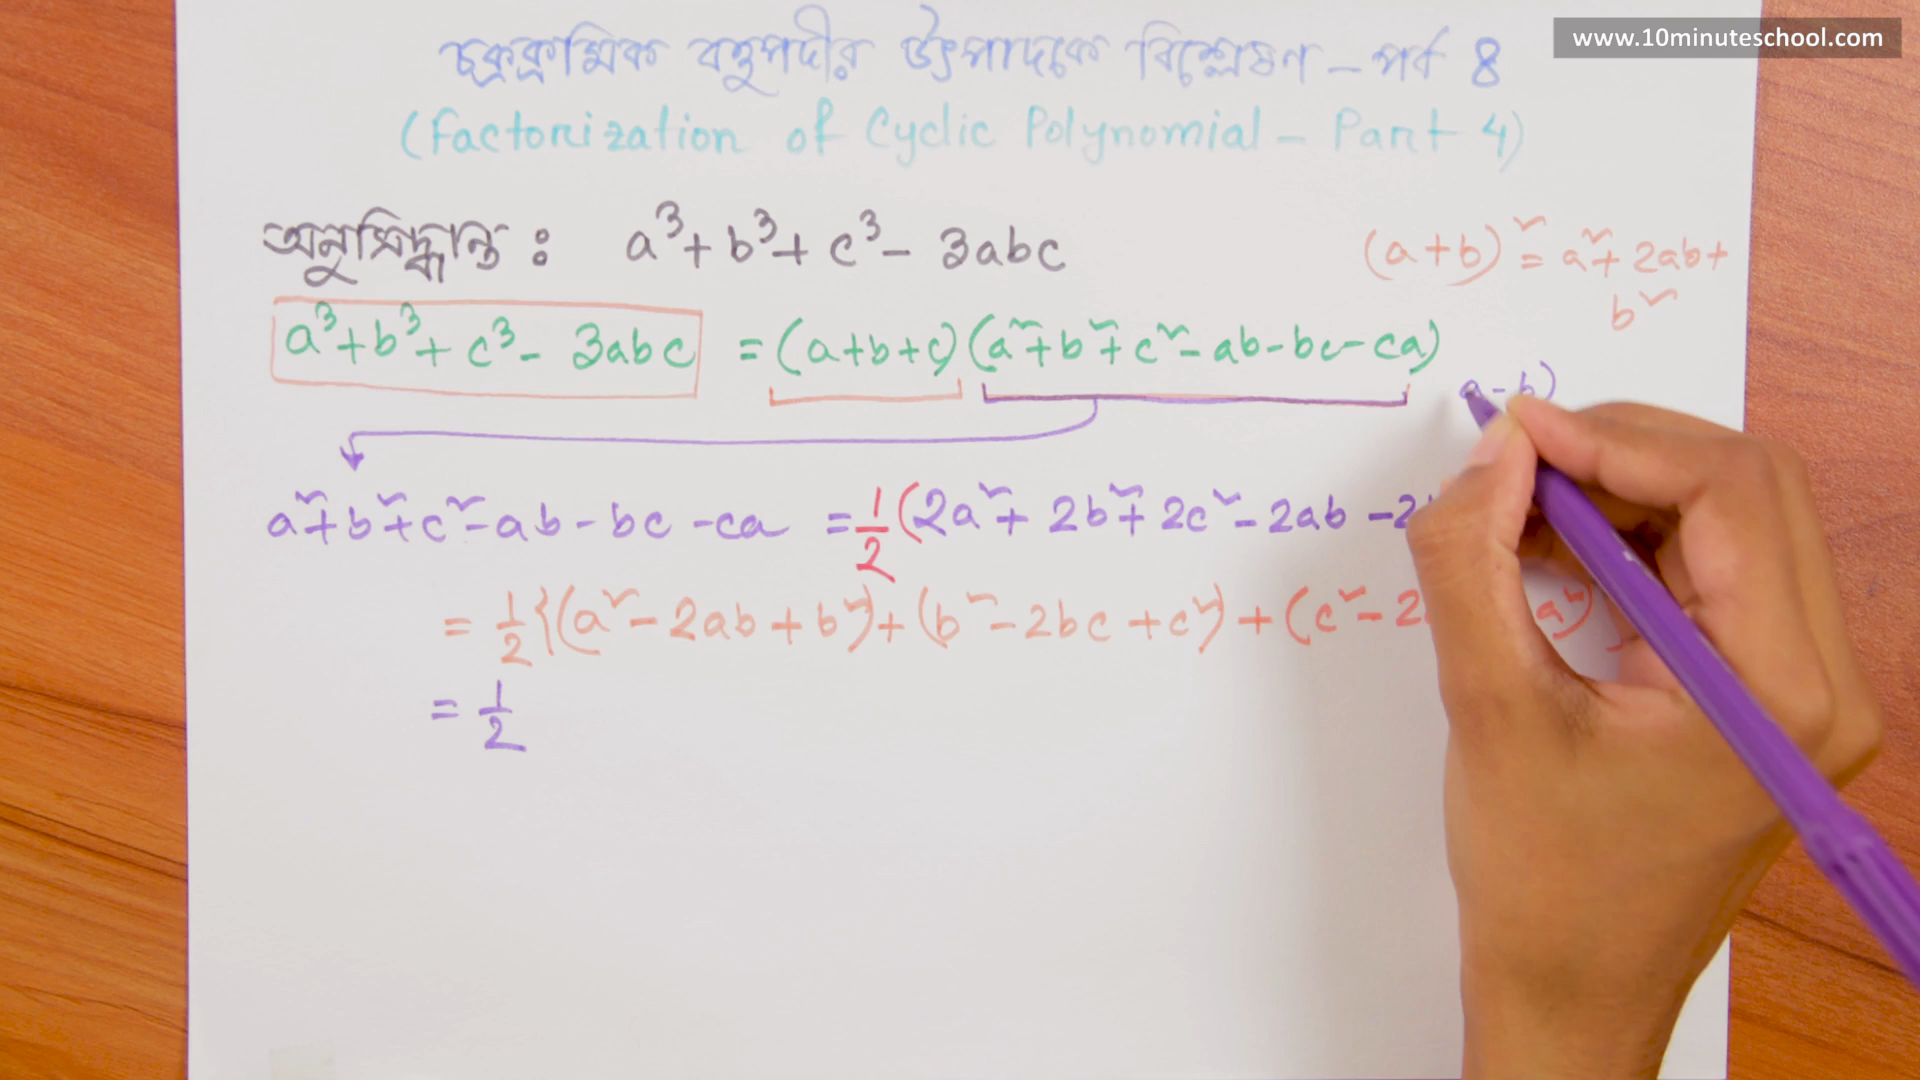 www.10minuteschool.com
চক্রক্রমিক বহুপদীর উৎপাদকে বিশ্লেষণ – পর্ব ৪
(Factorization of Cyclic Polynomial – Part 4)
অনুসিদ্ধান্ত : a³ + b³ + c³ – 3abc
(a+b)² = a² + 2ab + b²
a³ + b³ + c³ – 3abc = (a+b+c) (a² + b² + c² – ab – bc – ca)
a – b)
a² + b² + c² – ab – bc – ca = 1/2 (2a² + 2b² + 2c² – 2ab – 2
= 1/2 {(a² – 2ab + b²) + (b² – 2bc + c²) + (c² – 2 a²)
= 1/2